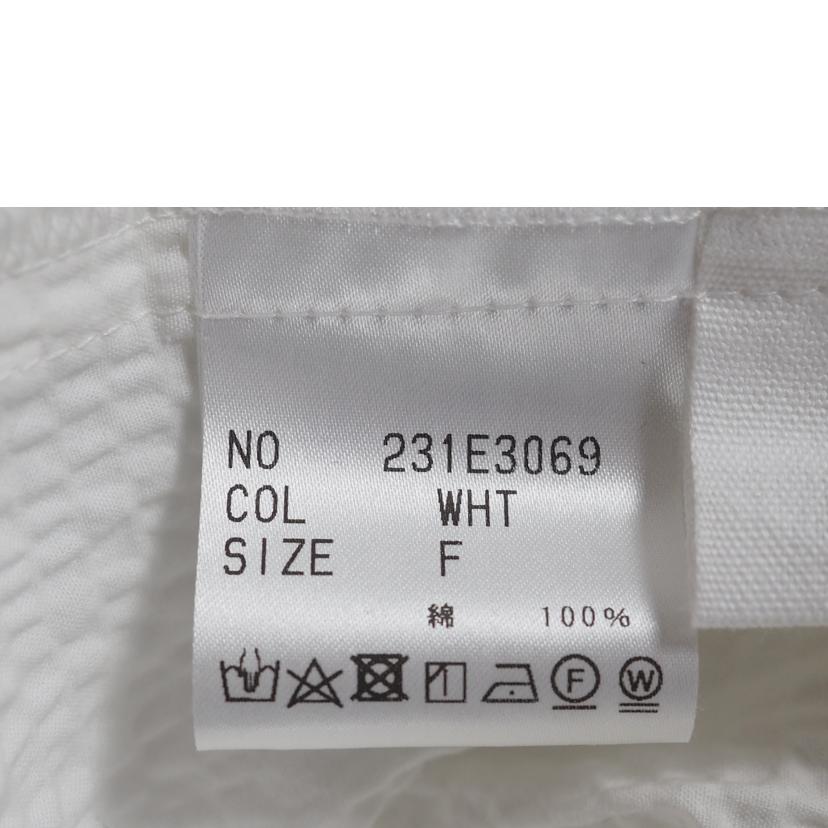 NO 231E3069
COL WHT
SIZE F
綿 100%
F W